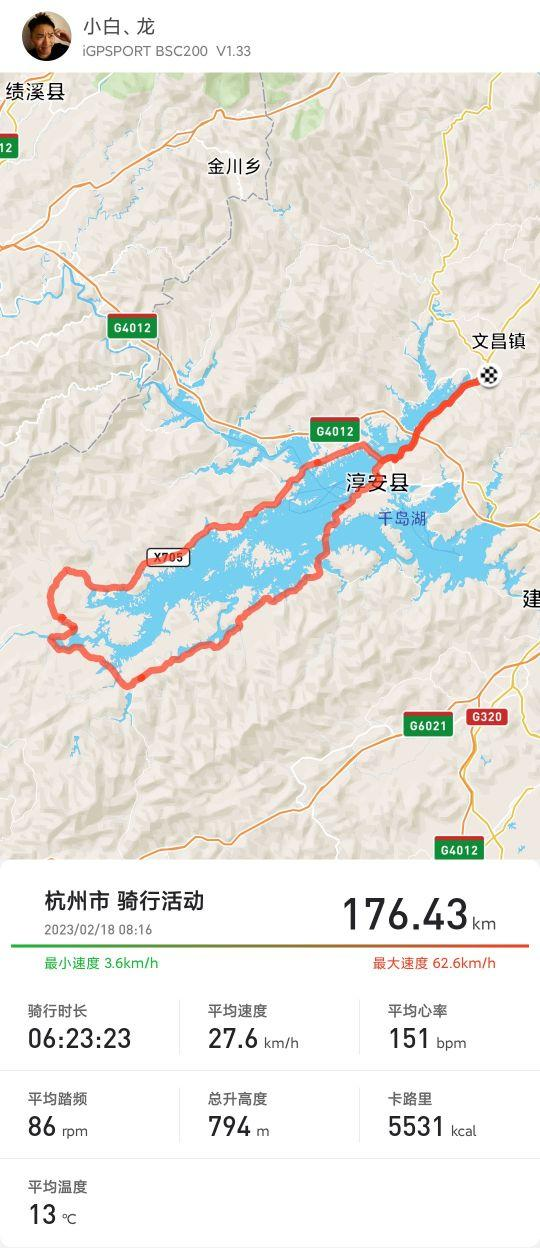 小白、龙
iGPSPORT BSC200 V1.33
绩溪县
12
金川乡
G4012
文昌镇
G4012
淳安县
千岛湖
X705
建
G6021
G320
G4012
杭州市 骑行活动
176.43 km
2023/02/18 08:16
最小速度 3.6km/h
最大速度 62.6km/h
骑行时长
平均速度
平均心率
06:23:23
27.6 km/h
151 bpm
平均踏频
总升高度
卡路里
86 rpm
794 m
5531 kcal
平均温度
13 ℃